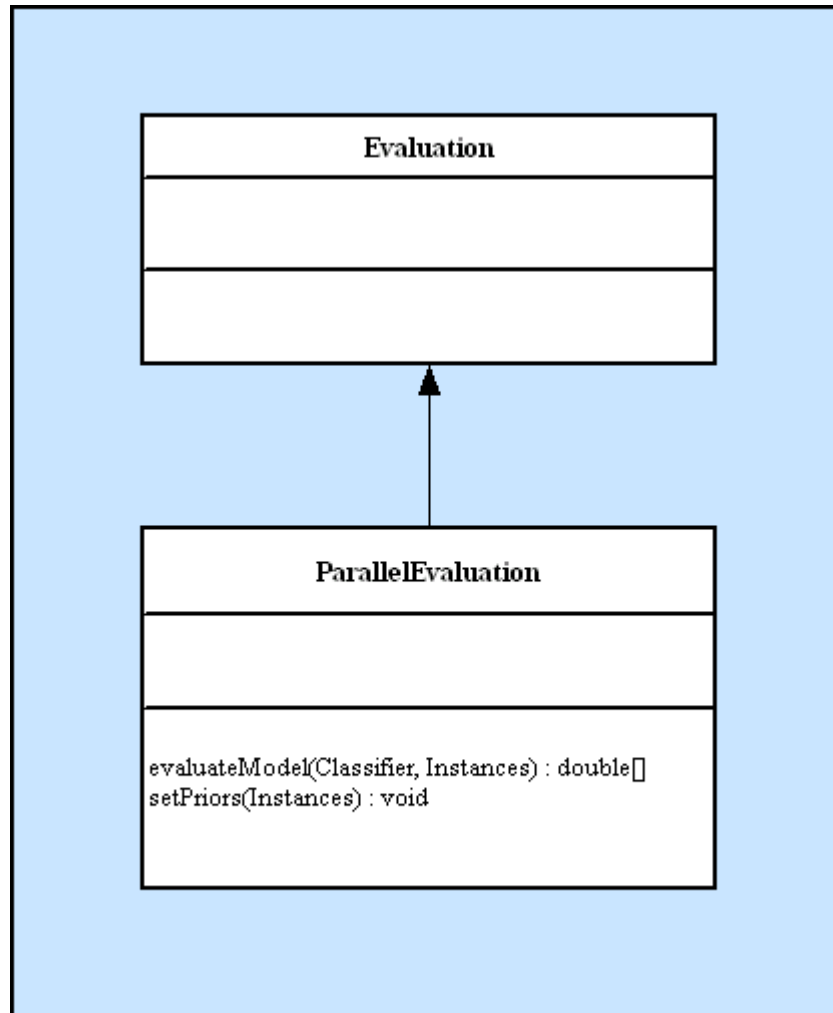 Evaluation
ParallelEvaluation
evaluateModel(Classifier, Instances) : double[]
setPriors(Instances) : void